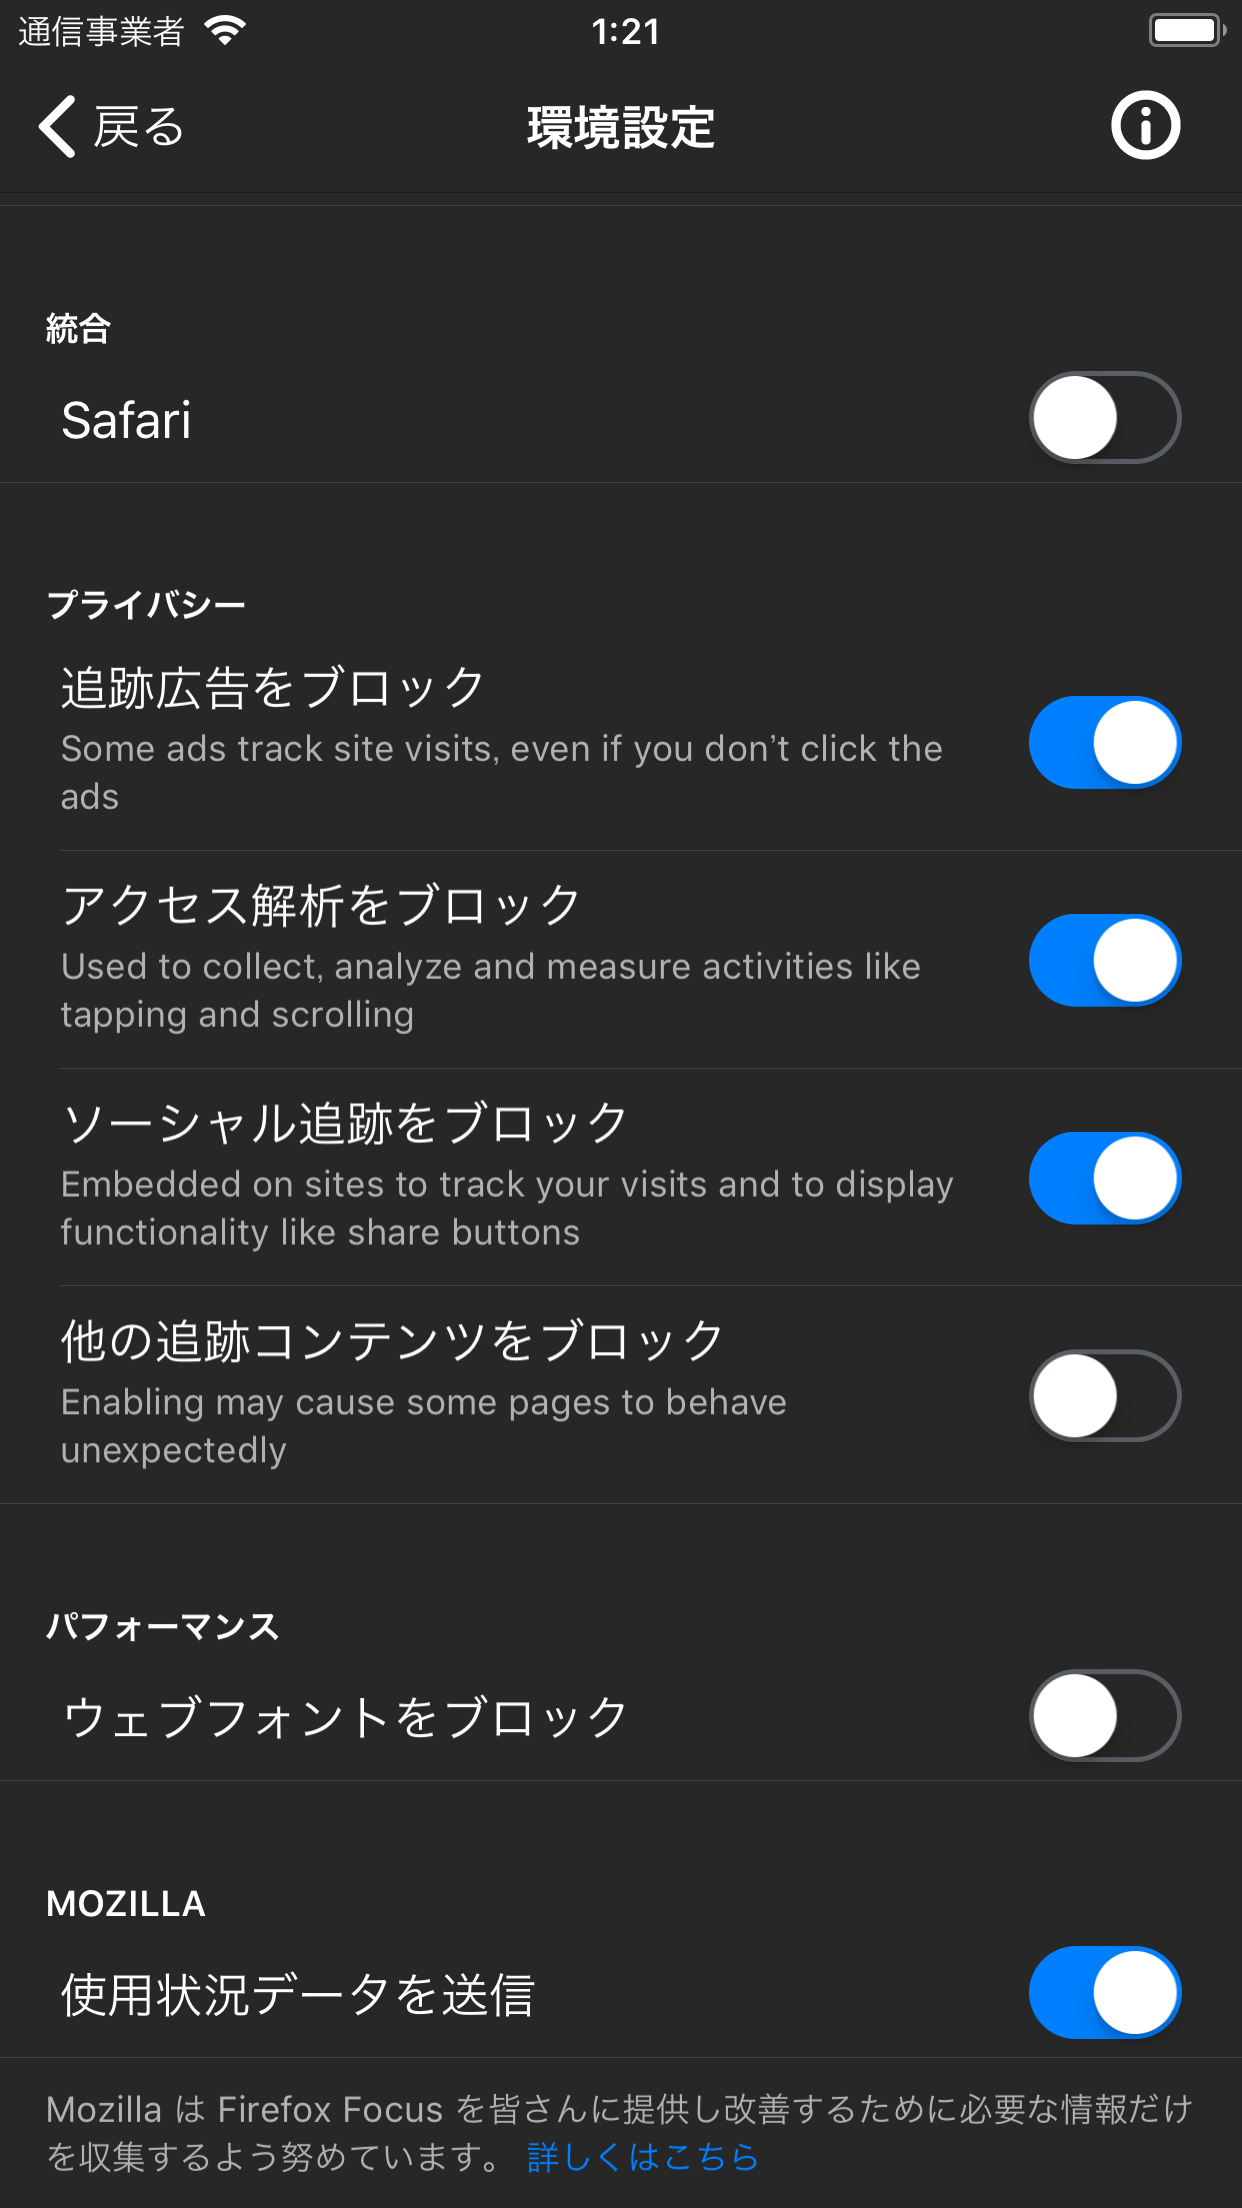 通信事業者 1:21
戻る 環境設定
統合
Safari
プライバシー
追跡広告をブロック
Some ads track site visits, even if you don’t click the
ads
アクセス解析をブロック
Used to collect, analyze and measure activities like
tapping and scrolling
ソーシャル追跡をブロック
Embedded on sites to track your visits and to display
functionality like share buttons
他の追跡コンテンツをブロック
Enabling may cause some pages to behave
unexpectedly
パフォーマンス
ウェブフォントをブロック
MOZILLA
使用状況データを送信
Mozilla は Firefox Focus を皆さんに提供し改善するために必要な情報だけ
を収集するよう努めています。 詳しくはこちら